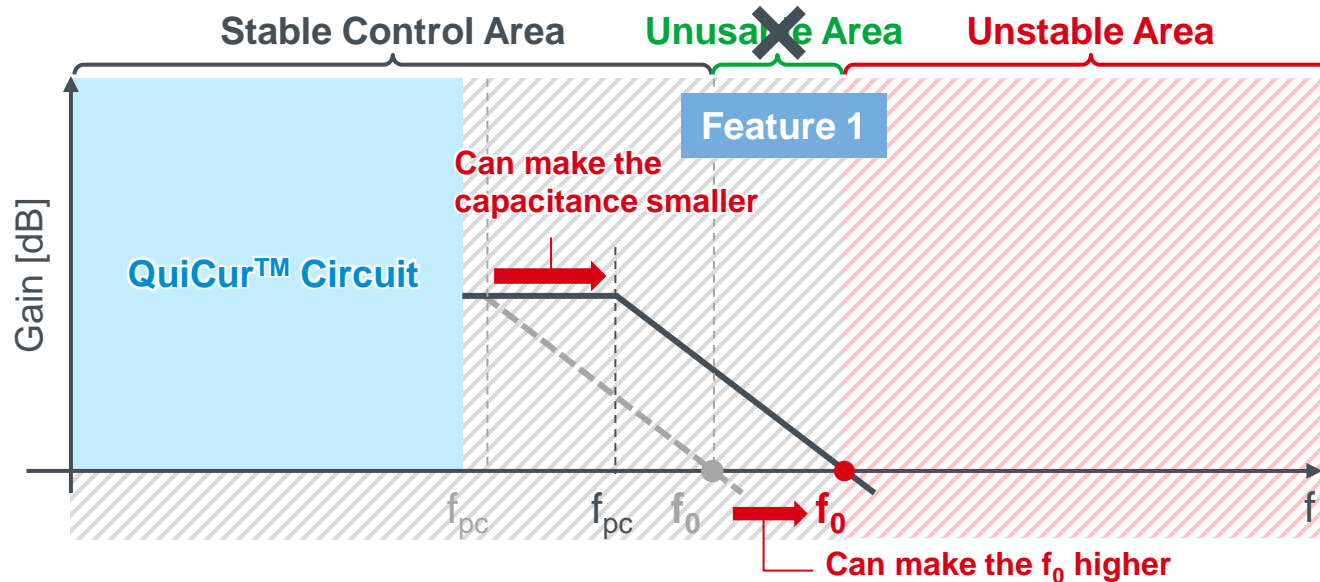 Stable Control Area
Unusable Area
Unstable Area
Feature 1
Can make the
capacitance smaller
Gain [dB]
QuiCur™ Circuit
fpc
fpc
f0
f0
f
Can make the f0 higher